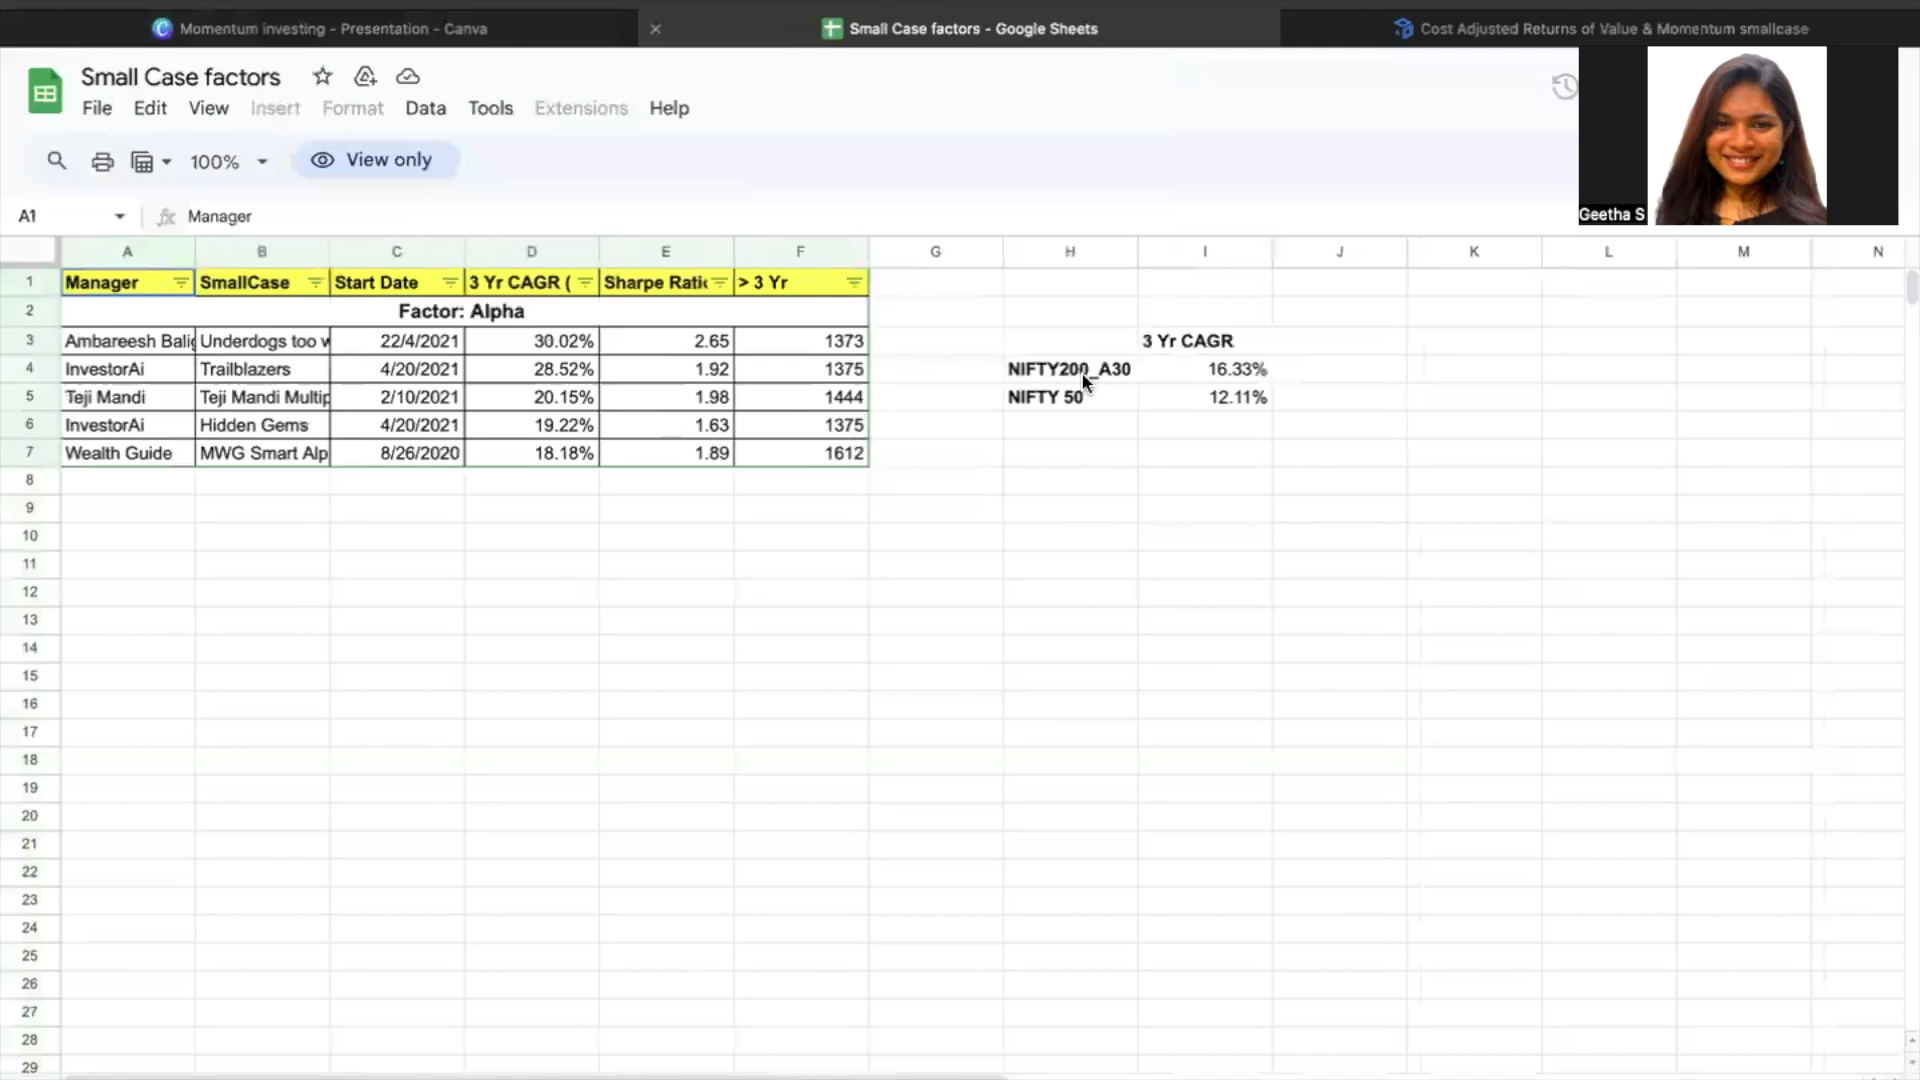 Momentum investing - Presentation - Canva
Small Case factors - Google Sheets
Cost Adjusted Returns of Value & Momentum smallcase
Small Case factors
File Edit View Insert Format Data Tools Extensions Help
100% View only
Geetha S
A1 fx Manager
A B C D E F G H I J K L M N
1 Manager SmallCase Start Date 3 Yr CAGR ( Sharpe Ratic > 3 Yr
2 Factor: Alpha
3 Ambareesh Balig Underdogs too w 22/4/2021 30.02% 2.65 1373 3 Yr CAGR
4 InvestorAi Trailblazers 4/20/2021 28.52% 1.92 1375 NIFTY200_A30 16.33%
5 Teji Mandi Teji Mandi Multip 2/10/2021 20.15% 1.98 1444 NIFTY 50 12.11%
6 InvestorAi Hidden Gems 4/20/2021 19.22% 1.63 1375
7 Wealth Guide MWG Smart Alp 8/26/2020 18.18% 1.89 1612
8
9
10
11
12
13
14
15
16
17
18
19
20
21
22
23
24
25
26
27
28
29